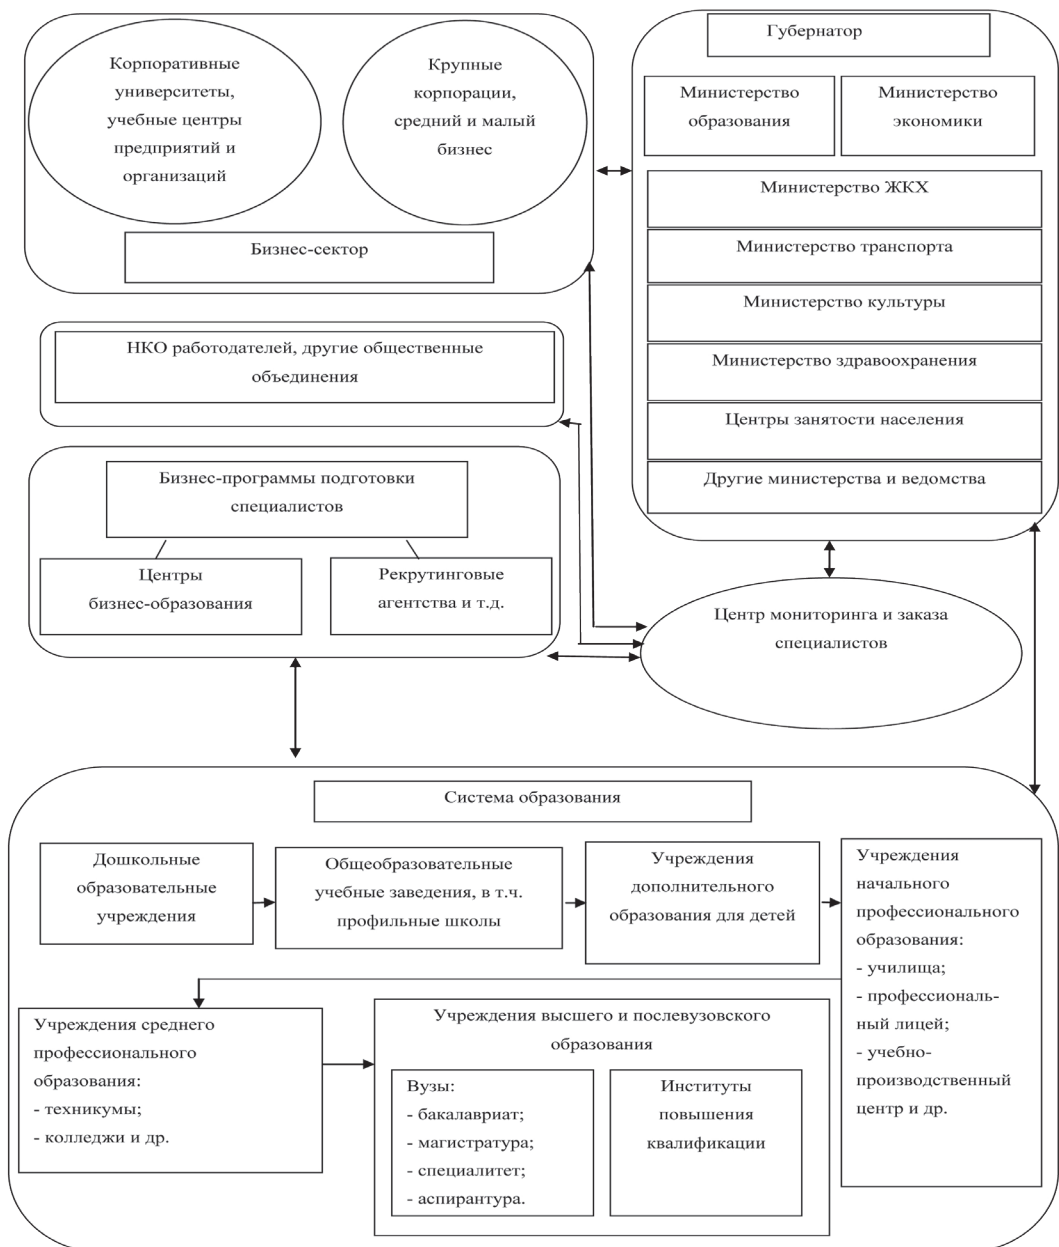 Корпоративные
университеты,
учебные центры
предприятий и
организаций
Крупные
корпорации,
средний и малый
бизнес
Бизнес-сектор
Губернатор
Министерство
образования
Министерство
экономики
Министерство ЖКХ
Министерство транспорта
Министерство культуры
Министерство здравоохранения
Центры занятости населения
Другие министерства и ведомства
НКО работодателей, другие общественные
объединения
Бизнес-программы подготовки
специалистов
Центры
бизнес-образования
Рекрутинговые
агентства и т.д.
Центр мониторинга и заказа
специалистов
Система образования
Дошкольные
образовательные
учреждения
Общеобразовательные
учебные заведения, в т.ч.
профильные школы
Учреждения
дополнительного
образования для детей
Учреждения
начального
профессионального
образования:
- училища;
- профессиональ-
ный лицей;
- учебно-
производственный
центр и др.
Учреждения среднего
профессионального
образования:
- техникумы;
- колледжи и др.
Учреждения высшего и послевузовского
образования
Вузы:
- бакалавриат;
- магистратура;
- специалитет;
- аспирантура.
Институты
повышения
квалификации